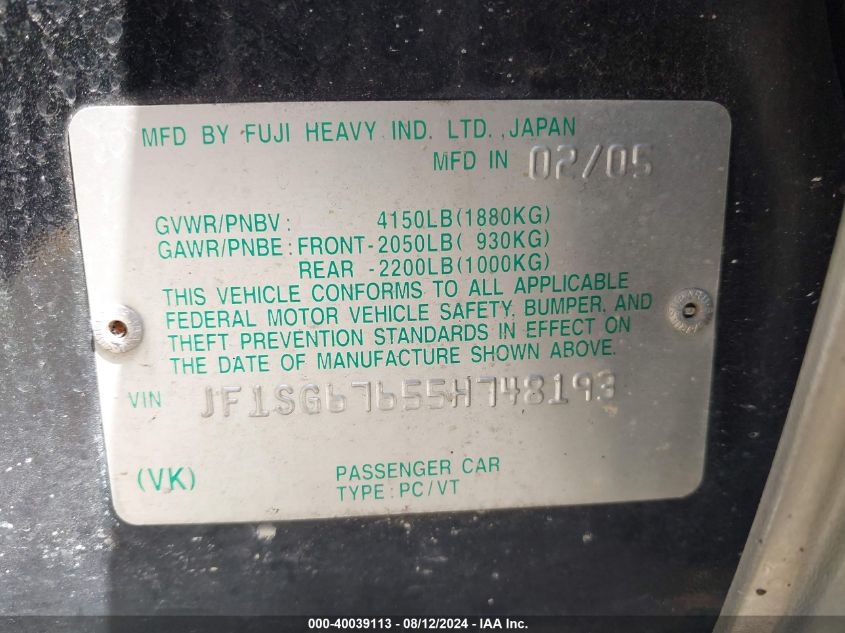 MFD BY FUJI HEAVY IND. LTD. JAPAN
MFD IN 02/05
GVWR/PNBV: 4150LB(1880KG)
GAWR/PNBE: FRONT-2050LB( 930KG)
REAR -2200LB(1000KG)
THIS VEHICLE CONFORMS TO ALL APPLICABLE
FEDERAL MOTOR VEHICLE SAFETY, BUMPER, AND
THEFT PREVENTION STANDARDS IN EFFECT ON
THE DATE OF MANUFACTURE SHOWN ABOVE.
VIN JF1SG67655H748193
(VK) PASSENGER CAR
TYPE: PC/VT
000-40039113 - 08/12/2024 - IAA Inc.